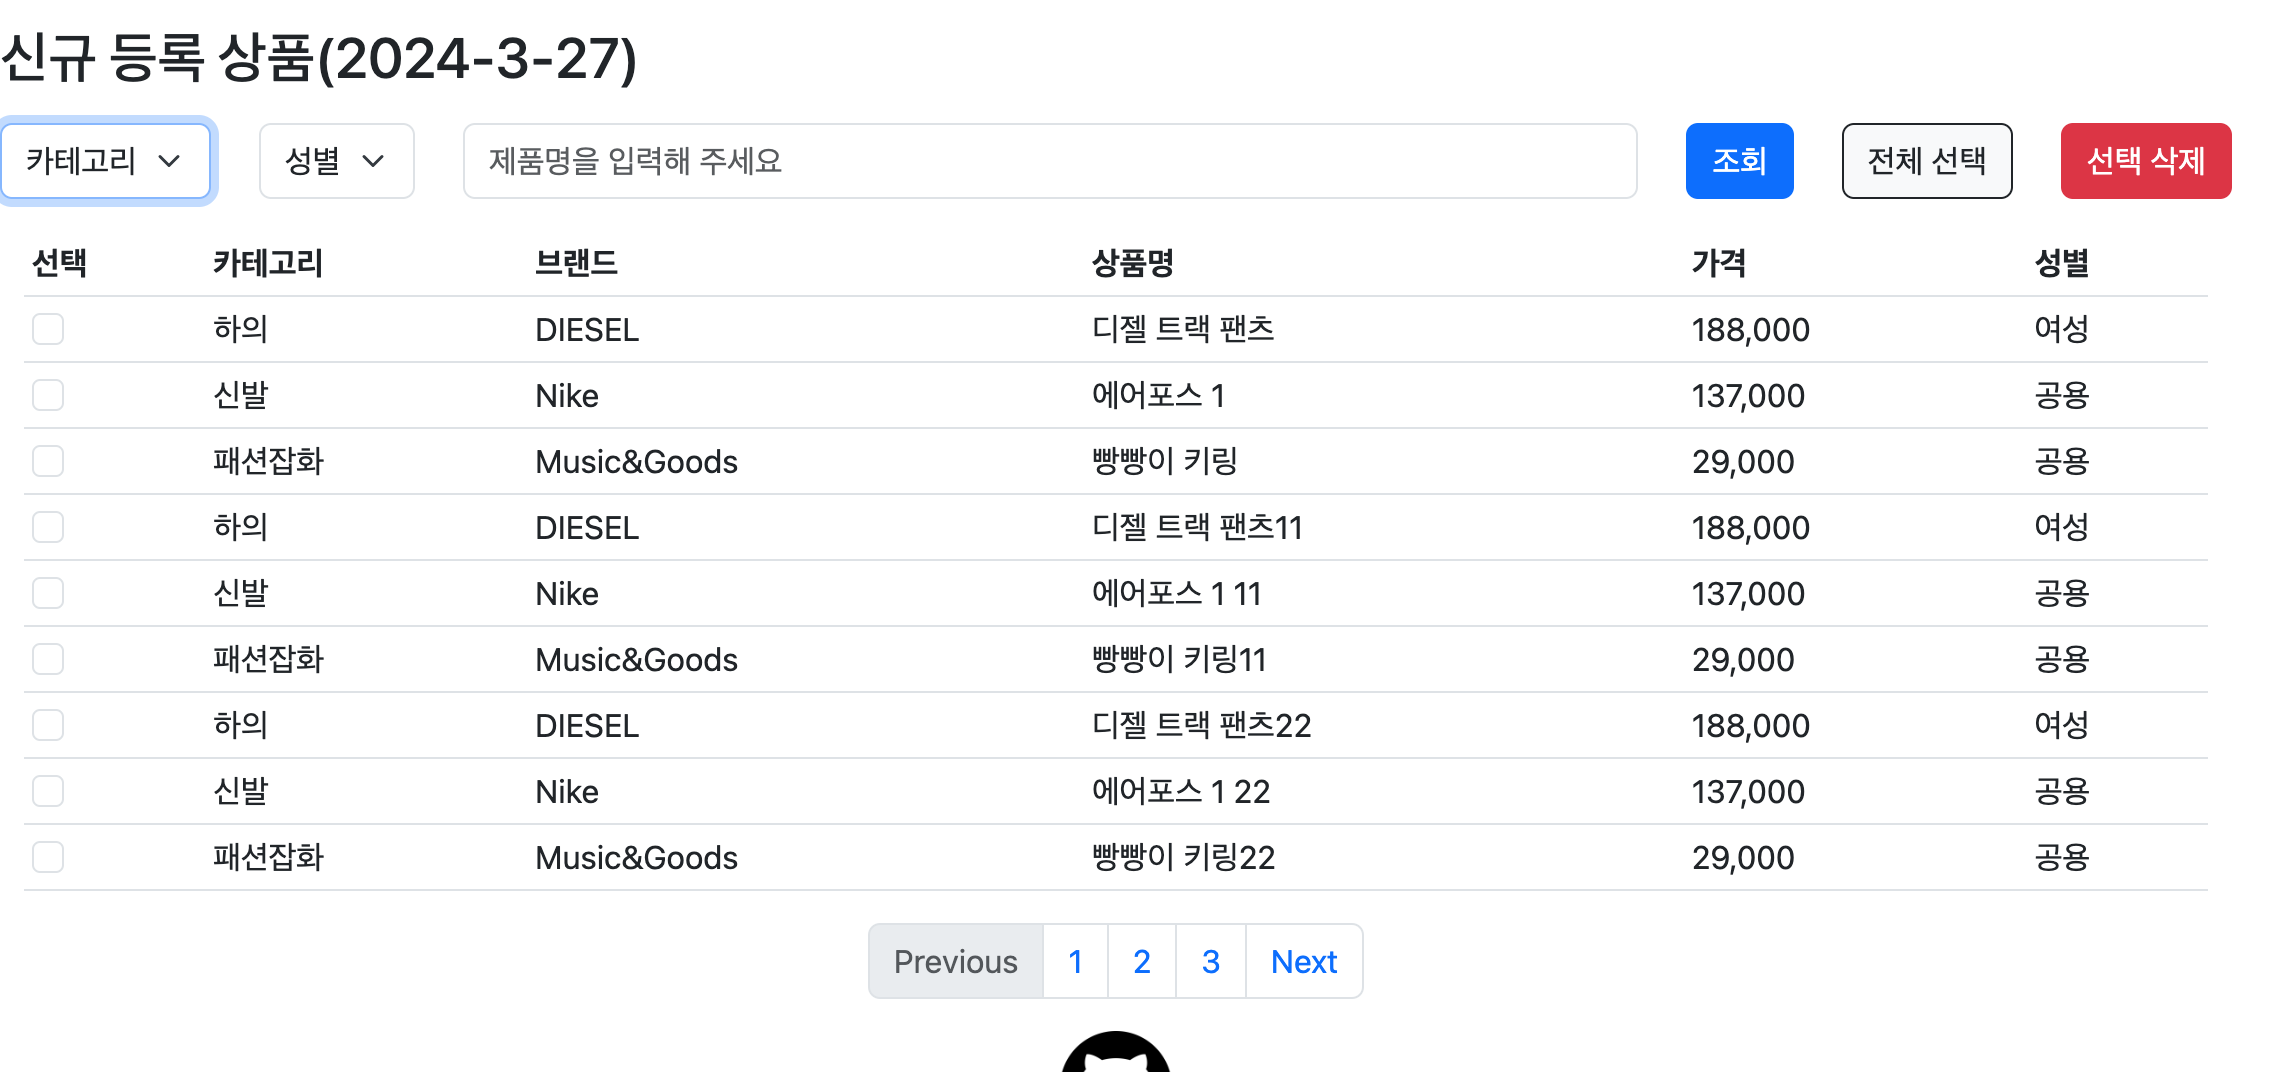 신규 등록 상품(2024-3-27)
카테고리 성별 제품명을 입력해 주세요 조회 전체 선택 선택 삭제
선택 카테고리 브랜드 상품명 가격 성별
하의 DIESEL 디젤 트랙 팬츠 188,000 여성
신발 Nike 에어포스 1 137,000 공용
패션잡화 Music&Goods 빵빵이 키링 29,000 공용
하의 DIESEL 디젤 트랙 팬츠11 188,000 여성
신발 Nike 에어포스 1 11 137,000 공용
패션잡화 Music&Goods 빵빵이 키링11 29,000 공용
하의 DIESEL 디젤 트랙 팬츠22 188,000 여성
신발 Nike 에어포스 1 22 137,000 공용
패션잡화 Music&Goods 빵빵이 키링22 29,000 공용
Previous 1 2 3 Next